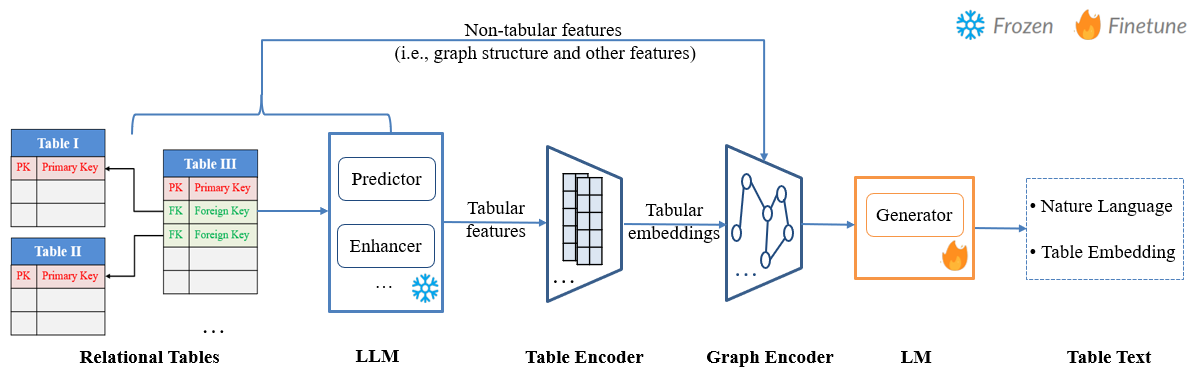 Non-tabular features
(i.e., graph structure and other features)
Frozen
Finetune
Table I
PK Primary Key
Table II
PK Primary Key
Table III
PK Primary Key
FK Foreign Key
FK Foreign Key
...
Predictor
Enhancer
...
Tabular
features
...
Tabular
embeddings
...
Generator
• Nature Language
• Table Embedding
Relational Tables
LLM
Table Encoder
Graph Encoder
LM
Table Text